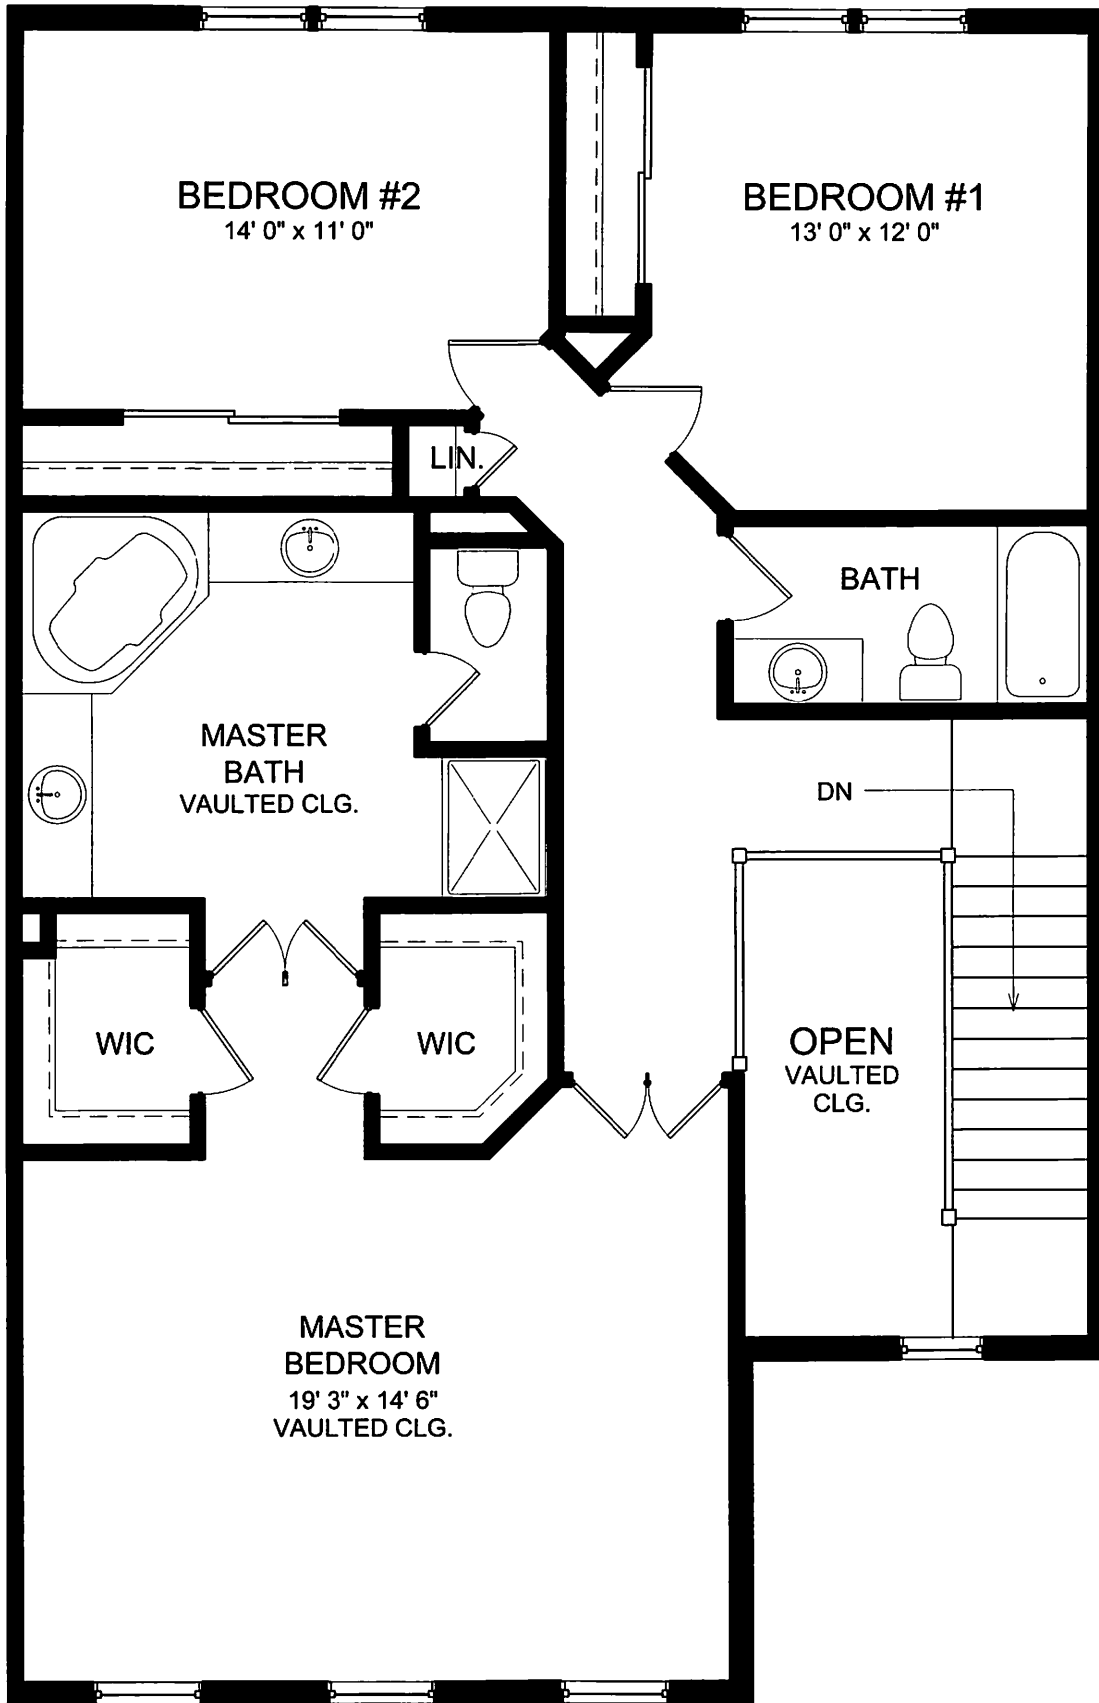 BEDROOM #2
14' 0" x 11' 0"
BEDROOM #1
13' 0" x 12' 0"
LIN.
BATH
MASTER
BATH
VAULTED CLG.
DN
WIC
WIC
OPEN
VAULTED
CLG.
MASTER
BEDROOM
19' 3" x 14' 6"
VAULTED CLG.